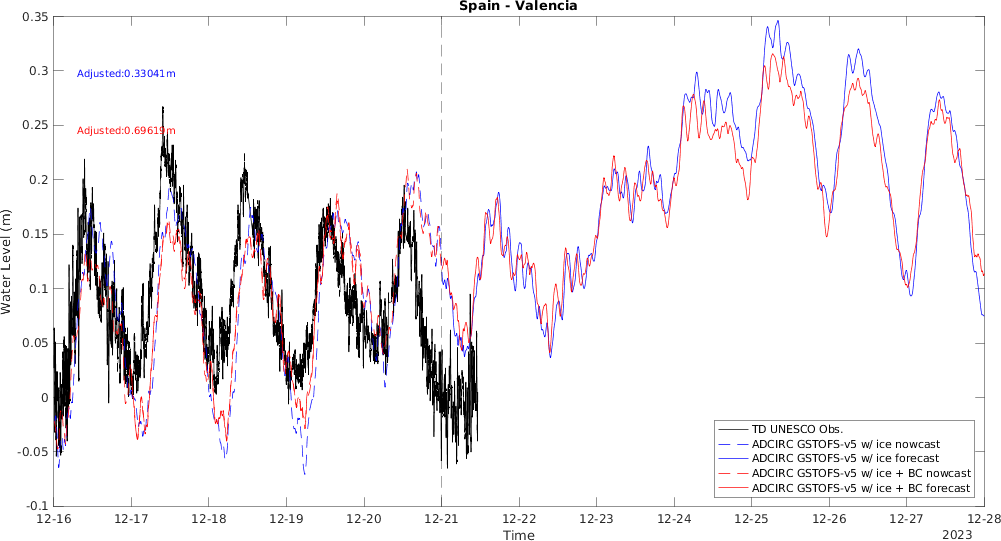 Spain - Valencia
0.35
0.3
0.25
0.2
0.15
0.1
0.05
0
-0.05
-0.1
Water Level (m)
Adjusted:0.33041m
Adjusted:0.69619m
TD UNESCO Obs.
ADCIRC GSTOFS-v5 w/ ice nowcast
ADCIRC GSTOFS-v5 w/ ice forecast
ADCIRC GSTOFS-v5 w/ ice + BC nowcast
ADCIRC GSTOFS-v5 w/ ice + BC forecast
12-16 12-17 12-18 12-19 12-20 12-21 12-22 12-23 12-24 12-25 12-26 12-27 12-28
Time
2023